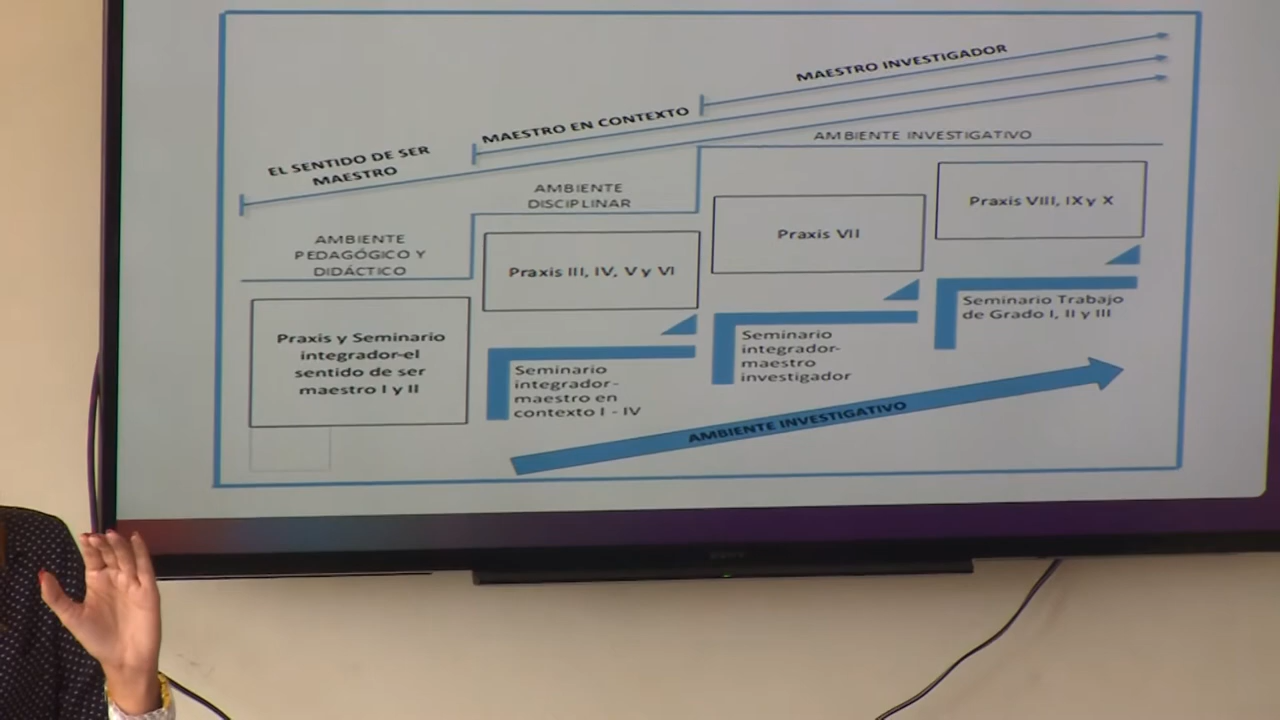 MAESTRO INVESTIGADOR
MAESTRO EN CONTEXTO
EL SENTIDO DE SER
MAESTRO
AMBIENTE INVESTIGATIVO
AMBIENTE
DISCIPLINAR
AMBIENTE
PEDAGÓGICO Y
DIDÁCTICO
Praxis VIII, IX y X
Praxis VII
Praxis III, IV, V y VI
Praxis y Seminario
integrador-el
sentido de ser
maestro I y II
Seminario
integrador-
maestro en
contexto I - IV
Seminario
integrador-
maestro
investigador
Seminario Trabajo
de Grado I, II y III
AMBIENTE INVESTIGATIVO